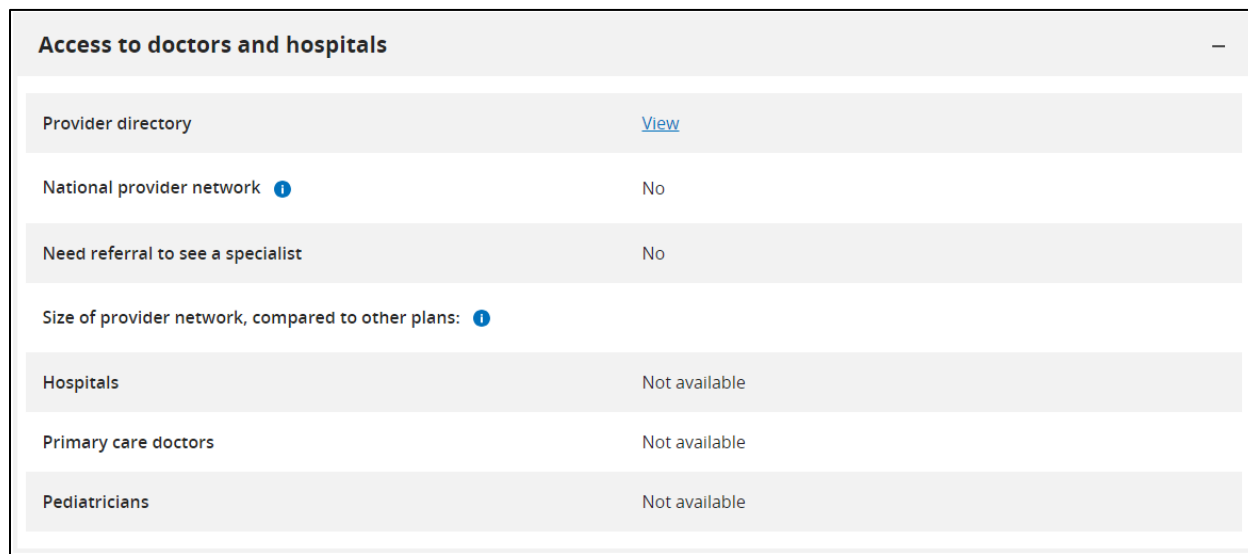 Access to doctors and hospitals
Provider directory View
National provider network No
Need referral to see a specialist No
Size of provider network, compared to other plans:
Hospitals Not available
Primary care doctors Not available
Pediatricians Not available